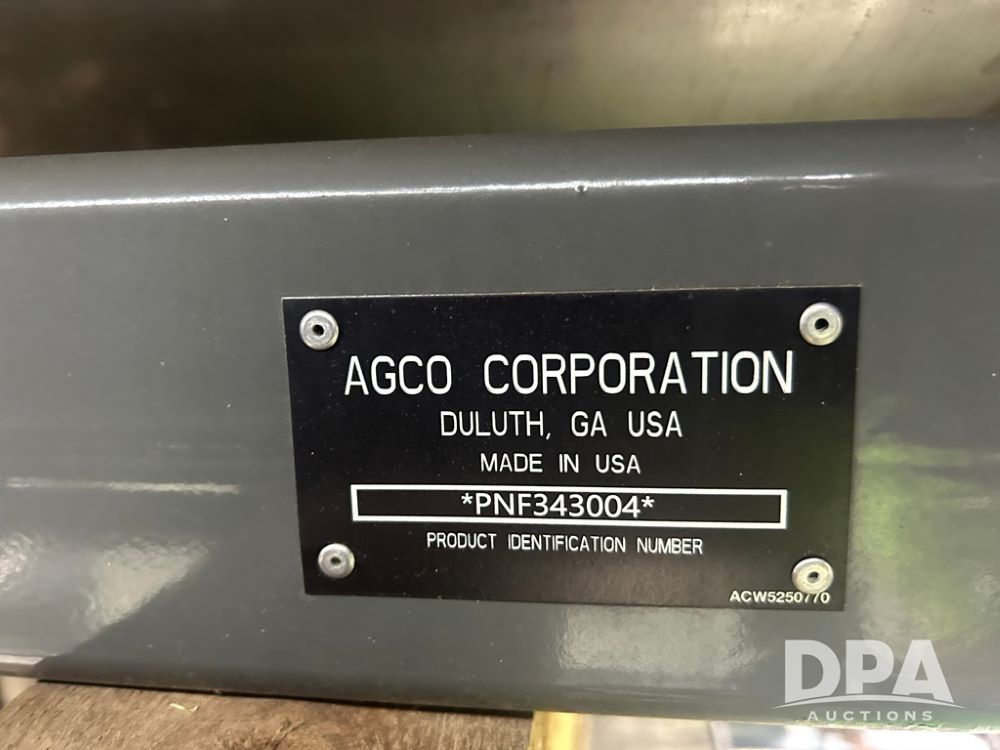 AGCO CORPORATION
DULUTH, GA USA
MADE IN USA
*PNF343004*
PRODUCT IDENTIFICATION NUMBER
ACW5250770
DPA
AUCTIONS